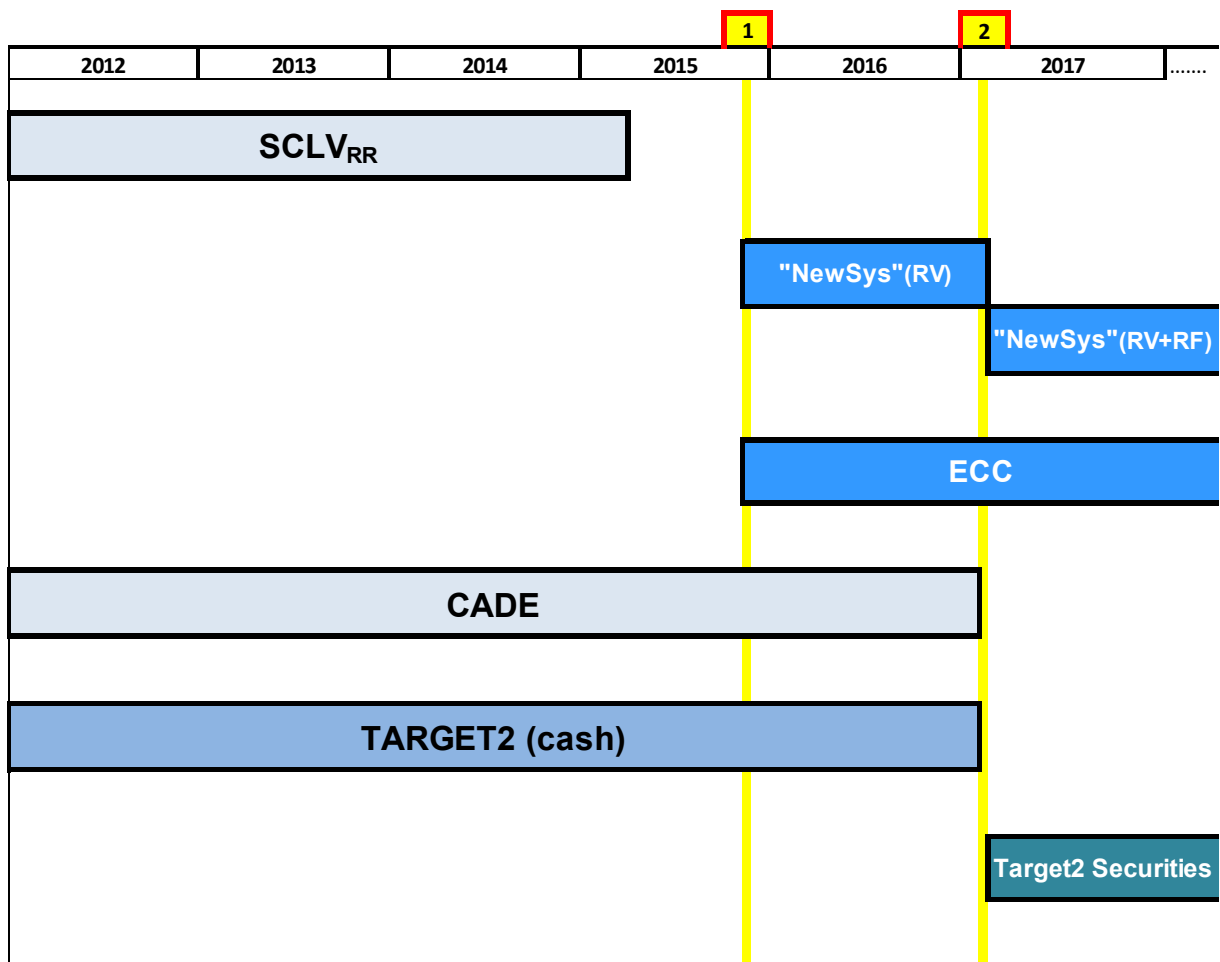 1 2
2012 2013 2014 2015 2016 2017 .......
SCLVRR
"NewSys"(RV)
"NewSys"(RV+RF)
ECC
CADE
TARGET2 (cash)
Target2 Securities